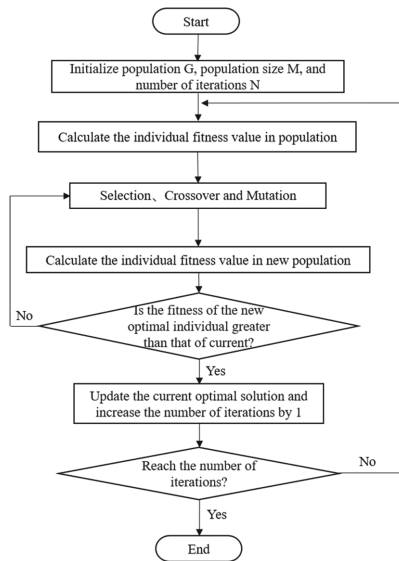 Start
Initialize population G, population size M, and
number of iterations N
Calculate the individual fitness value in population
Selection、Crossover and Mutation
Calculate the individual fitness value in new population
No
Is the fitness of the new
optimal individual greater
than that of current?
Yes
Update the current optimal solution and
increase the number of iterations by 1
Reach the number of
iterations?
No
Yes
End